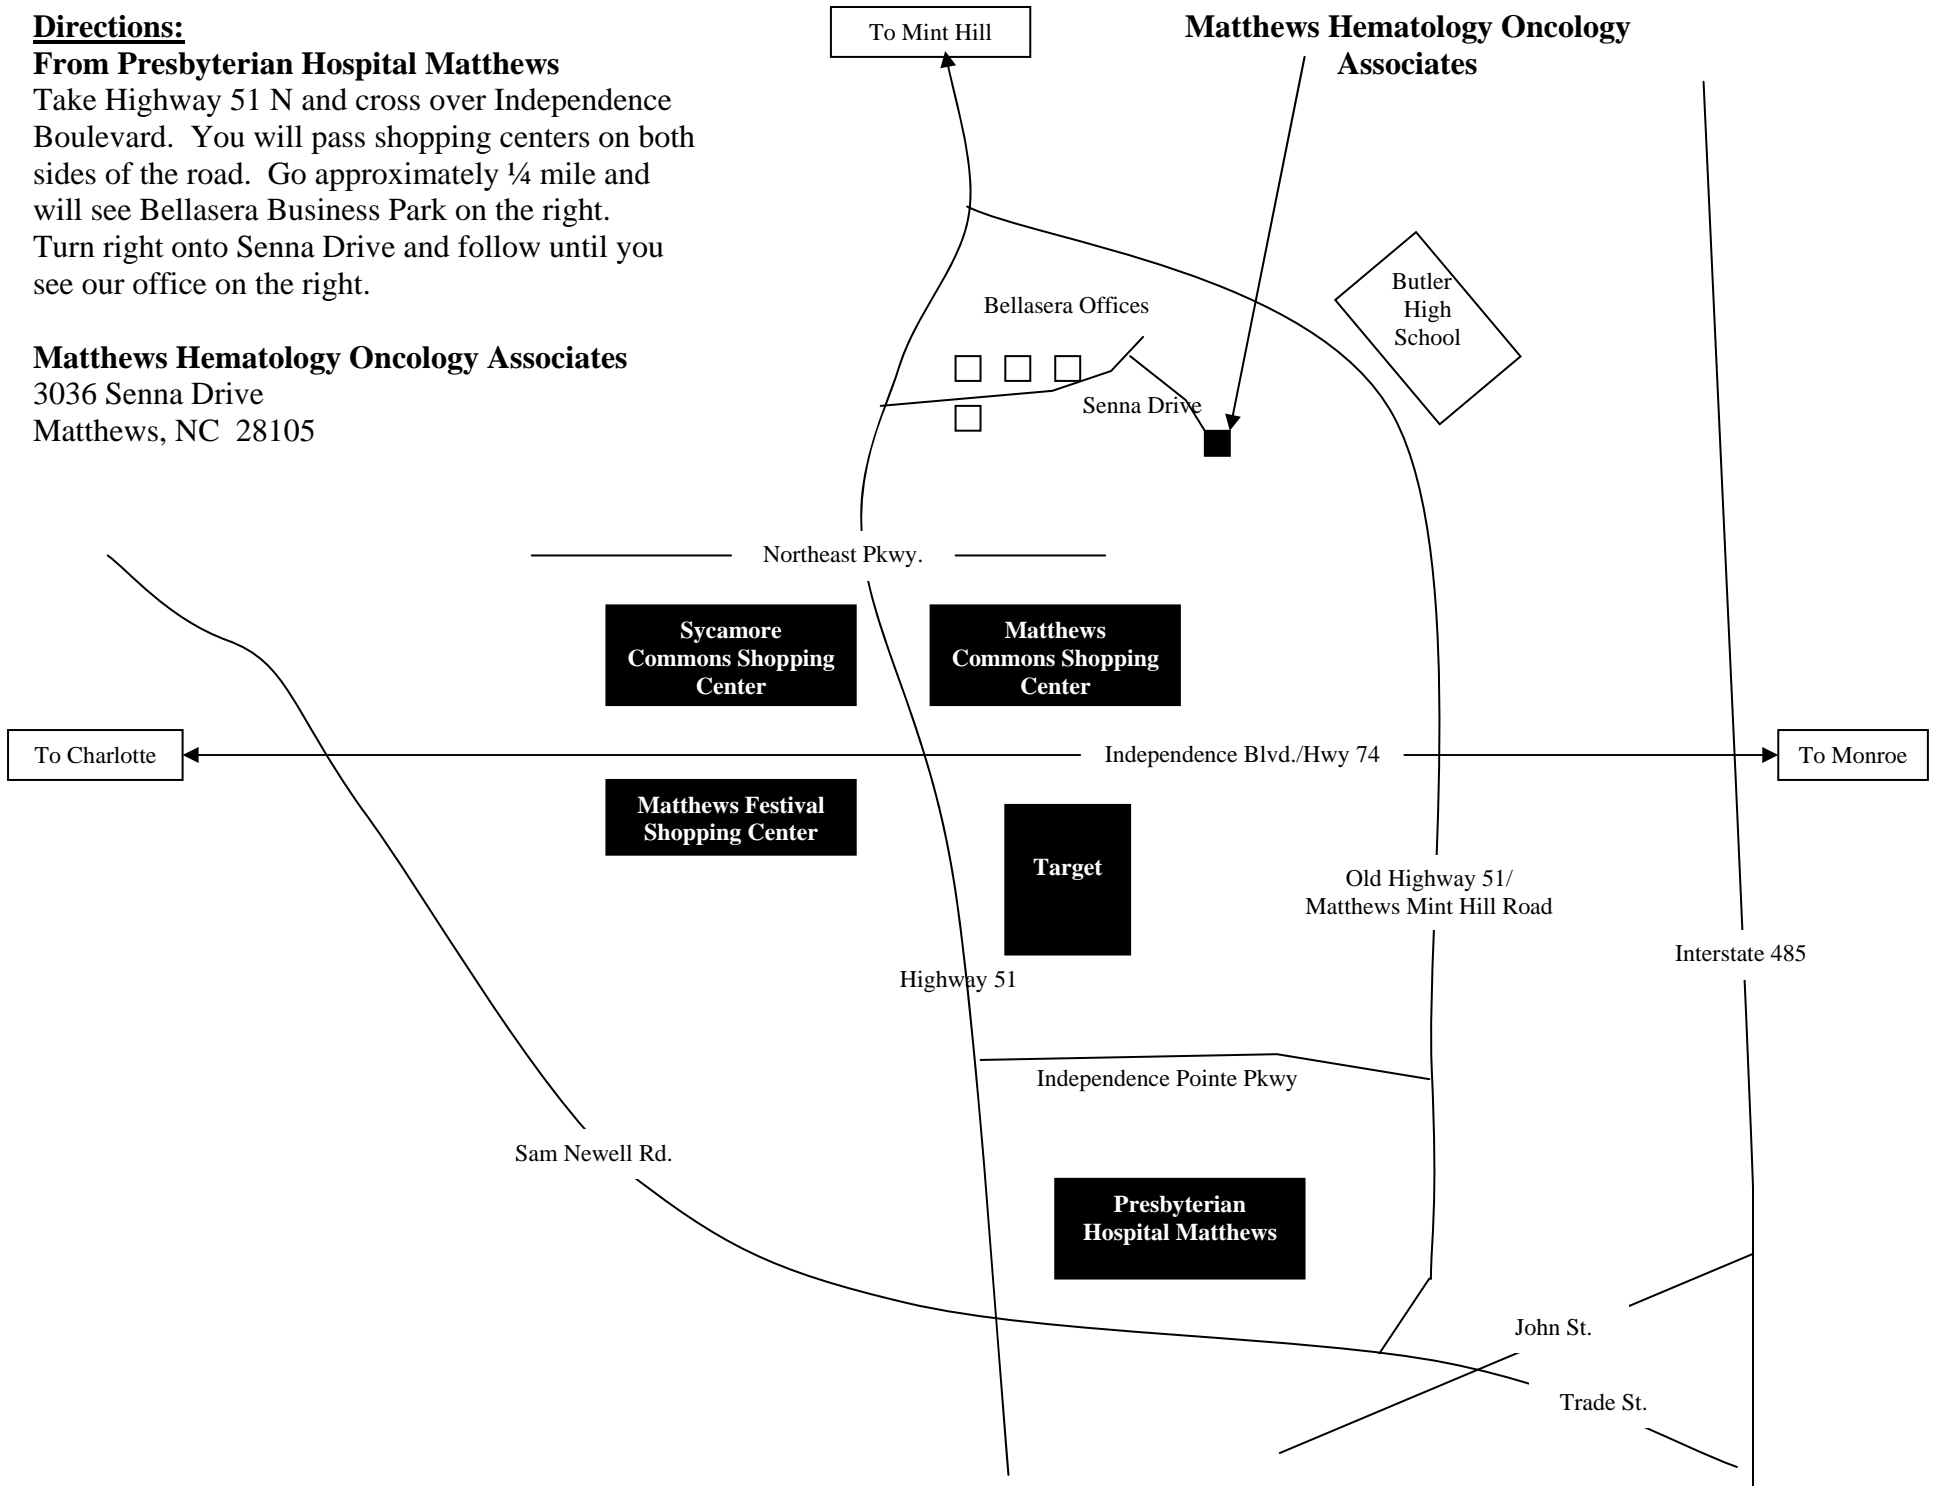 Directions:
From Presbyterian Hospital Matthews
Take Highway 51 N and cross over Independence
Boulevard.  You will pass shopping centers on both
sides of the road.  Go approximately ¼ mile and
will see Bellasera Business Park on the right.
Turn right onto Senna Drive and follow until you
see our office on the right.
Matthews Hematology Oncology Associates
3036 Senna Drive
Matthews, NC  28105
To Mint Hill
Matthews Hematology Oncology
Associates
Butler
High
School
Bellasera Offices
Senna Drive
Northeast Pkwy.
Sycamore
Commons Shopping
Center
Matthews
Commons Shopping
Center
To Charlotte
Independence Blvd./Hwy 74
To Monroe
Matthews Festival
Shopping Center
Target
Old Highway 51/
Matthews Mint Hill Road
Interstate 485
Highway 51
Independence Pointe Pkwy
Sam Newell Rd.
Presbyterian
Hospital Matthews
John St.
Trade St.